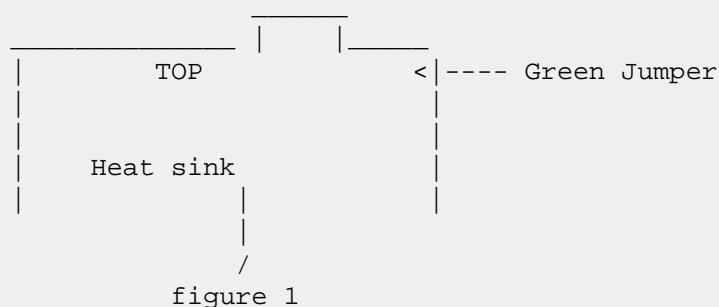 TOP <|---- Green Jumper
Heat sink
figure 1